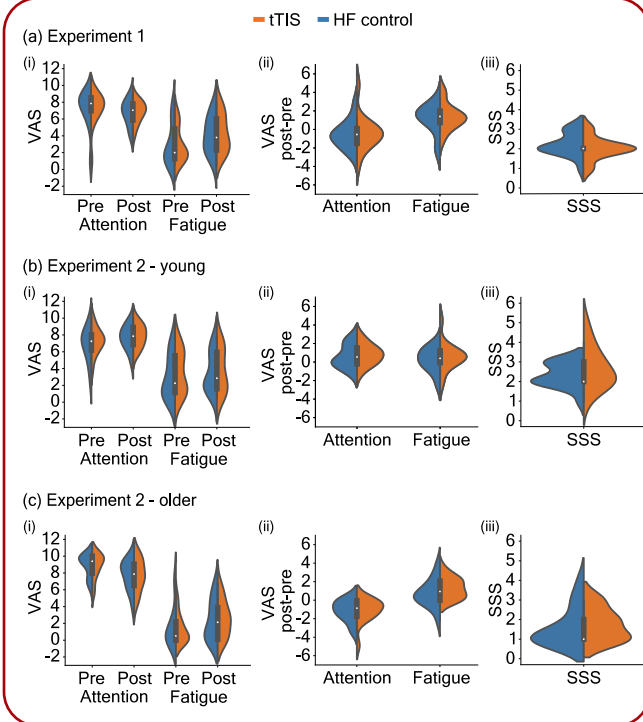 tTIS HF control
(a) Experiment 1
(i) (ii) (iii)
VAS
12
10
8
6
4
2
0
-2
Pre Post Pre Post
Attention Fatigue
VAS
post-pre
6
4
2
0
-2
-4
-6
Attention Fatigue
SSS
6
5
4
3
2
1
0
SSS
(b) Experiment 2 - young
(i) (ii) (iii)
VAS
12
10
8
6
4
2
0
-2
Pre Post Pre Post
Attention Fatigue
VAS
post-pre
6
4
2
0
-2
-4
-6
Attention Fatigue
SSS
6
5
4
3
2
1
0
SSS
(c) Experiment 2 - older
(i) (ii) (iii)
VAS
12
10
8
6
4
2
0
-2
Pre Post Pre Post
Attention Fatigue
VAS
post-pre
6
4
2
0
-2
-4
-6
Attention Fatigue
SSS
6
5
4
3
2
1
0
SSS